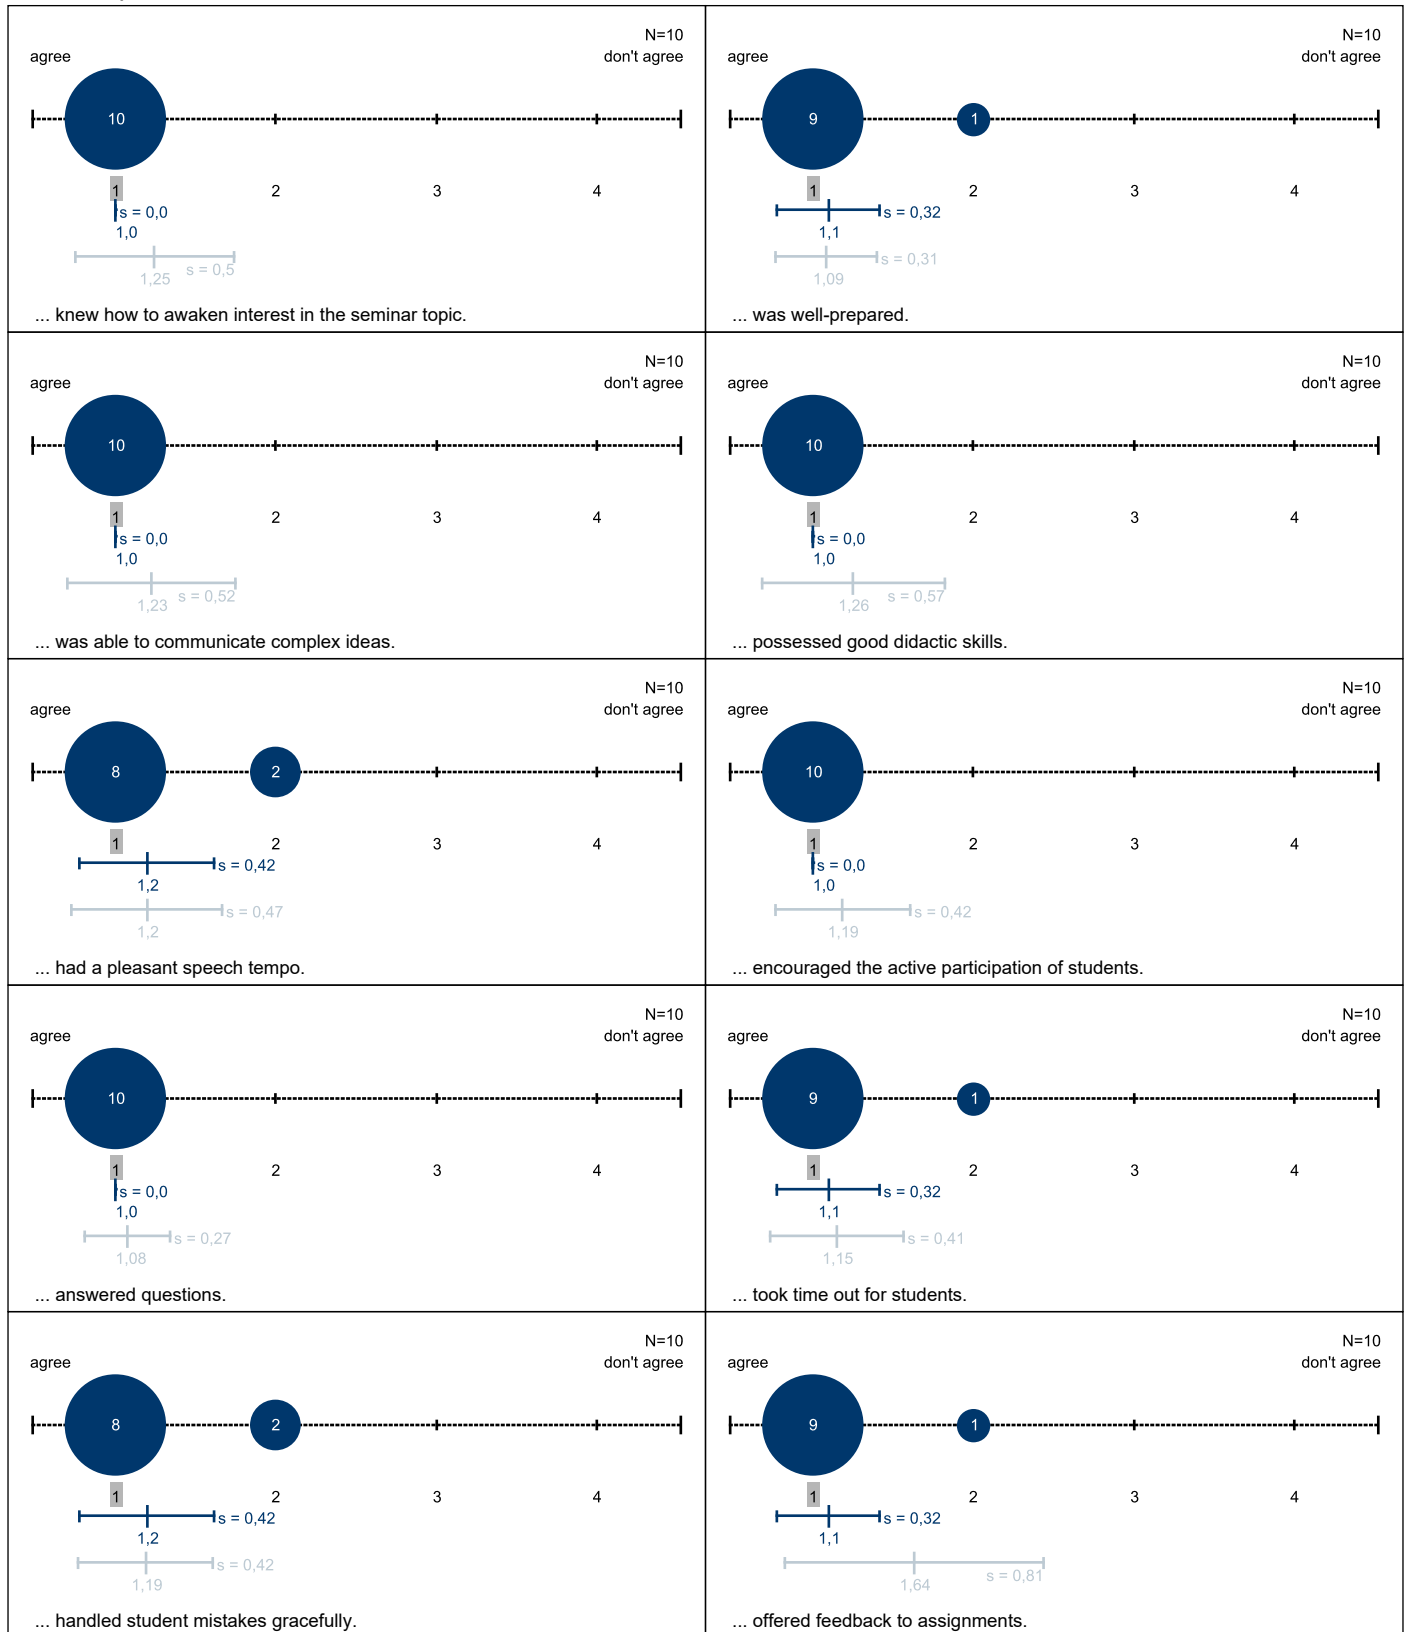 N=10
agree don't agree
10
1 2 3 4
s = 0,0
1,0
s = 0,5
1,25
... knew how to awaken interest in the seminar topic.
N=10
agree don't agree
9 1
1 2 3 4
s = 0,32
1,1
s = 0,31
1,09
... was well-prepared.
N=10
agree don't agree
10
1 2 3 4
s = 0,0
1,0
s = 0,52
1,23
... was able to communicate complex ideas.
N=10
agree don't agree
10
1 2 3 4
s = 0,0
1,0
s = 0,57
1,26
... possessed good didactic skills.
N=10
agree don't agree
8 2
1 2 3 4
s = 0,42
1,2
s = 0,47
1,2
... had a pleasant speech tempo.
N=10
agree don't agree
10
1 2 3 4
s = 0,0
1,0
s = 0,42
1,19
... encouraged the active participation of students.
N=10
agree don't agree
10
1 2 3 4
s = 0,0
1,0
s = 0,27
1,08
... answered questions.
N=10
agree don't agree
9 1
1 2 3 4
s = 0,32
1,1
s = 0,41
1,15
... took time out for students.
N=10
agree don't agree
8 2
1 2 3 4
s = 0,42
1,2
s = 0,42
1,19
... handled student mistakes gracefully.
N=10
agree don't agree
9 1
1 2 3 4
s = 0,32
1,1
s = 0,81
1,64
... offered feedback to assignments.